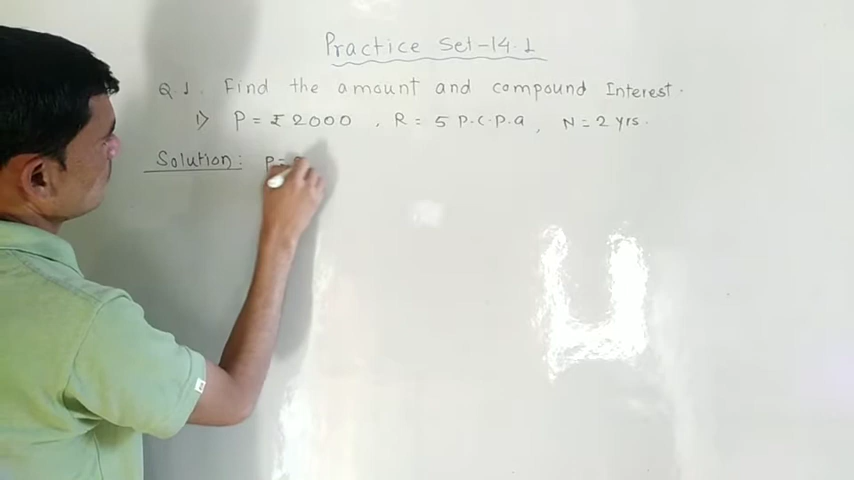 Practice Set-14.1
Q.1. Find the amount and compound Interest.
1) P = ₹ 2000 , R = 5 p.c.p.a , N = 2 yrs.
Solution: P =